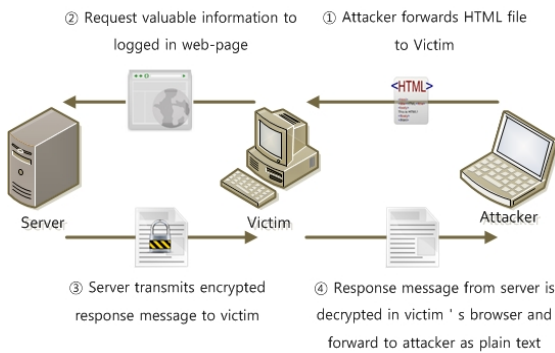 ② Request valuable information to
logged in web-page
① Attacker forwards HTML file
to Victim
<HTML>
Server
Victim
Attacker
③ Server transmits encrypted
response message to victim
④ Response message from server is
decrypted in victim ' s browser and
forward to attacker as plain text